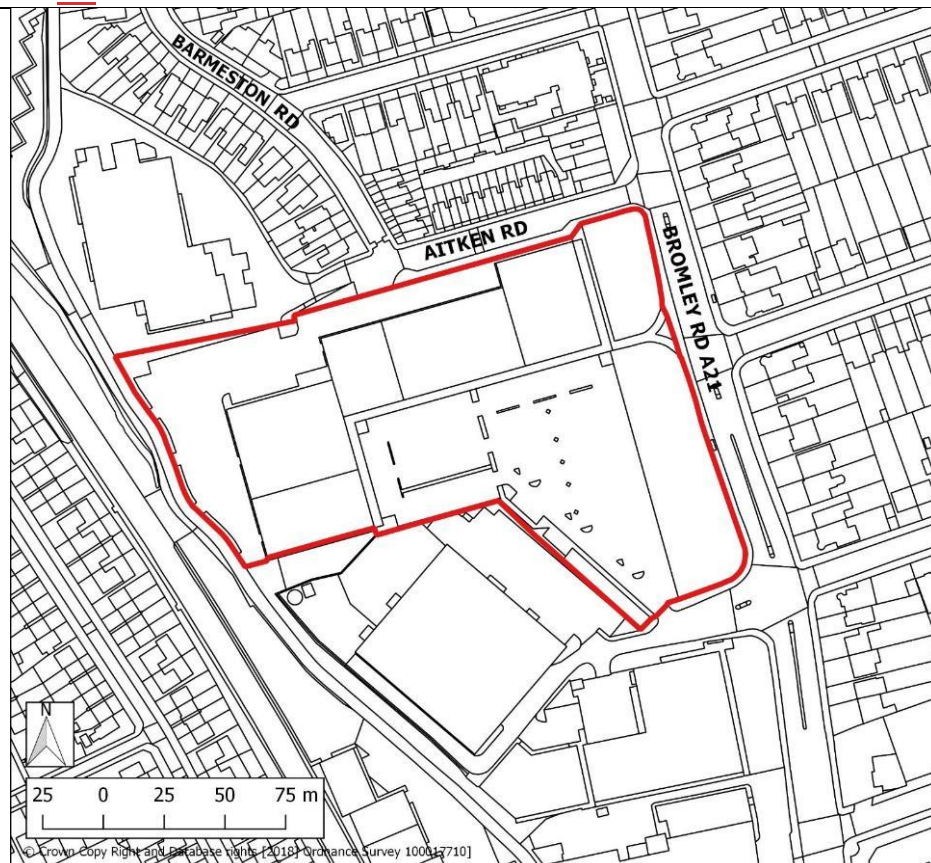 BARMESTON RD
AITKEN RD
BROMLEY RD A21
N
25 0 25 50 75 m
© Crown Copy Right and Database rights [2018] Ordnance Survey 100017710]